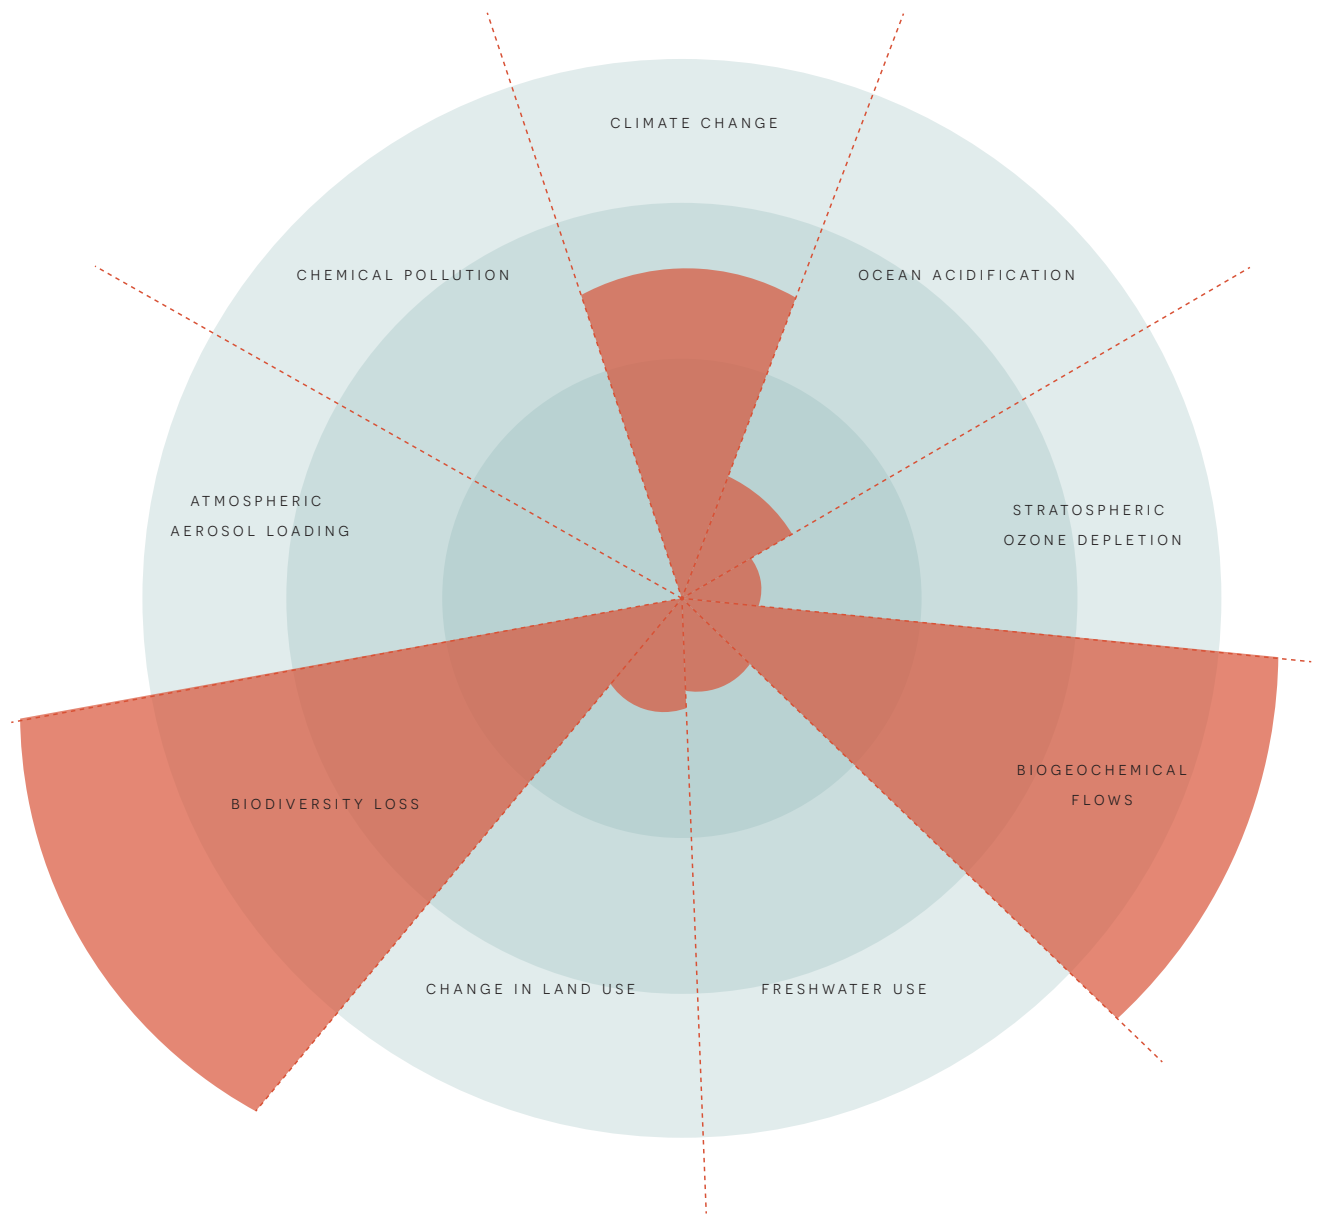 CLIMATE CHANGE
CHEMICAL POLLUTION
OCEAN ACIDIFICATION
ATMOSPHERIC
AEROSOL LOADING
STRATOSPHERIC
OZONE DEPLETION
BIOGEOCHEMICAL
FLOWS
BIODIVERSITY LOSS
CHANGE IN LAND USE
FRESHWATER USE